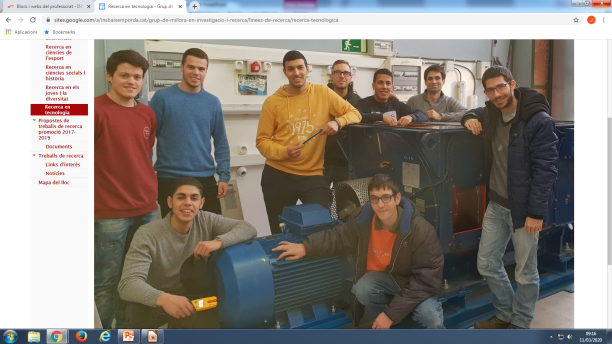 Blocs i webs del professorat - Di
Recerca en tecnologia - Grup de
sites.google.com/a/insbaixemporda.cat/grup-de-millora-en-investigacio-i-recerca/linees-de-recerca/recerca-tecnologica
Aplicacions
Bookmarks
Recerca en
ciències de
l'esport
Recerca en
ciències socials i
història
Recerca en els
joves i la
diversitat
Recerca en
tecnologia
Propostes de
treballs de recerca
promoció 2017-
2019
Documents
Treballs de recerca
Links d'interès
Notícies
Mapa del lloc
09:16
11/03/2020